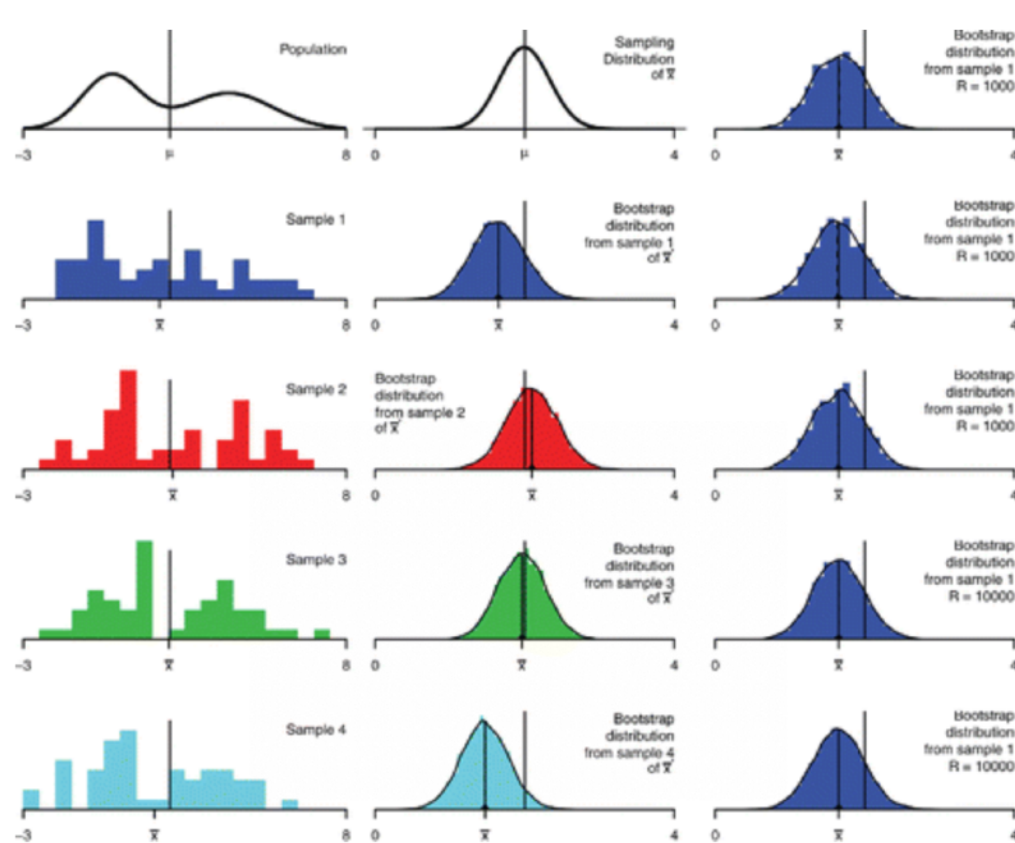 Population
-3 μ 8
Sampling
Distribution
of x̄
0 μ 4
Bootstrap
distribution
from sample 1
R = 1000
0 x̄ 4
Sample 1
-3 x̄ 8
Bootstrap
distribution
from sample 1
of x̄
0 x̄ 4
Bootstrap
distribution
from sample 1
R = 1000
0 x̄ 4
Sample 2
-3 x̄ 8
Bootstrap
distribution
from sample 2
of x̄
0 x̄ 4
Bootstrap
distribution
from sample 1
R = 1000
0 x̄ 4
Sample 3
-3 x̄ 8
Bootstrap
distribution
from sample 3
of x̄
0 x̄ 4
Bootstrap
distribution
from sample 1
R = 10000
0 x̄ 4
Sample 4
-3 x̄ 8
Bootstrap
distribution
from sample 4
of x̄
0 x̄ 4
Bootstrap
distribution
from sample 1
R = 10000
0 x̄ 4